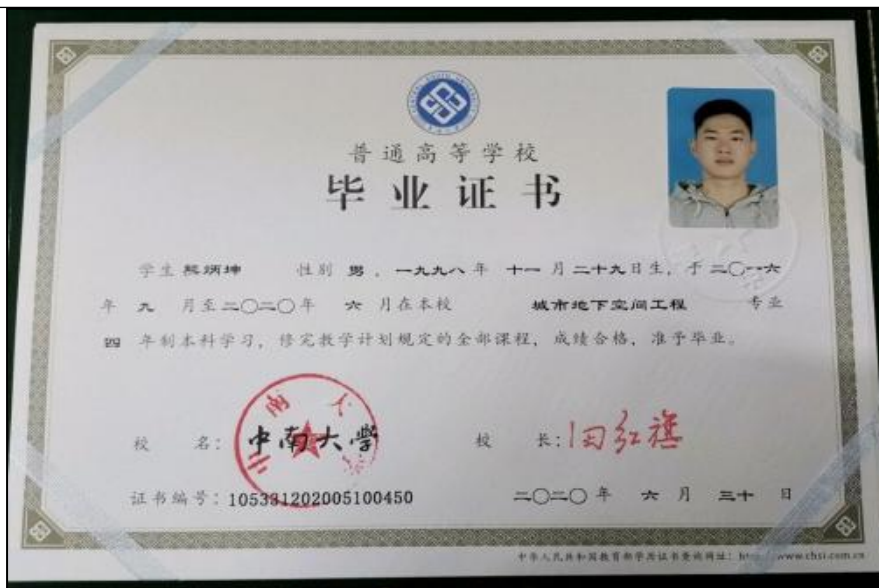 普通高等学校
毕业证书
学生 熊炳坤 性别 男，一九九八年 十一月二十九日生，于二〇一六
年 九 月至二〇二〇年 六 月在本校 城市地下空间工程 专业
四 年制本科学习，修完教学计划规定的全部课程，成绩合格，准予毕业。
校 名：中南大学
校 长：田红旗
证书编号：105331202005100450
二〇二〇年 六 月 三十 日
中华人民共和国教育部学历证书查询网址：http://www.chsi.com.cn